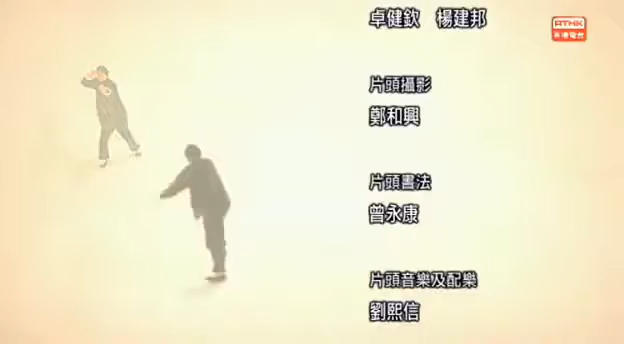 卓健欽 楊建邦
RTHK
香港電台
片頭攝影
鄭和興
片頭書法
曾永康
片頭音樂及配樂
劉熙信